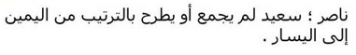 ناصر ؛ سعيد لم يجمع أو يطرح بالترتيب من اليمين
إلى اليسار .